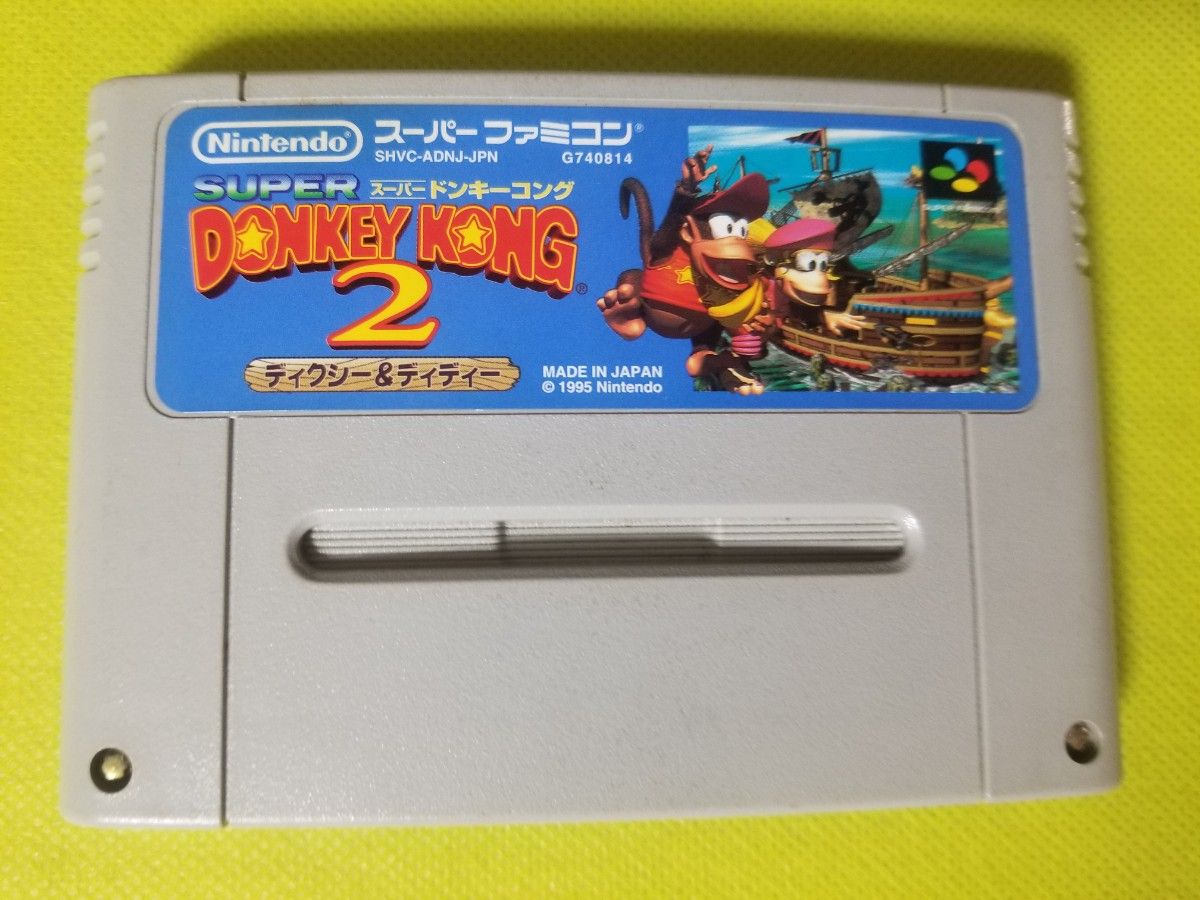 Nintendo® スーパーファミコン®
SHVC-ADNJ-JPN G740814
SUPER スーパードンキーコング
DONKEY KONG®
2
ディクシー&ディディー
MADE IN JAPAN
© 1995 Nintendo